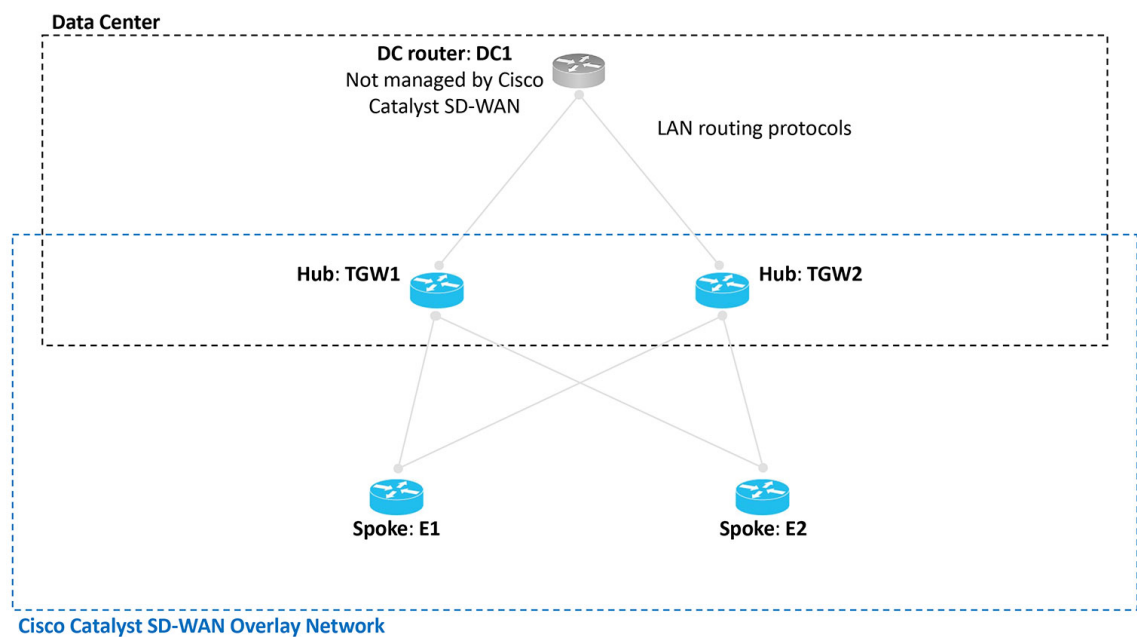 Data Center
DC router: DC1
Not managed by Cisco
Catalyst SD-WAN
LAN routing protocols
Hub: TGW1
Hub: TGW2
Spoke: E1
Spoke: E2
Cisco Catalyst SD-WAN Overlay Network